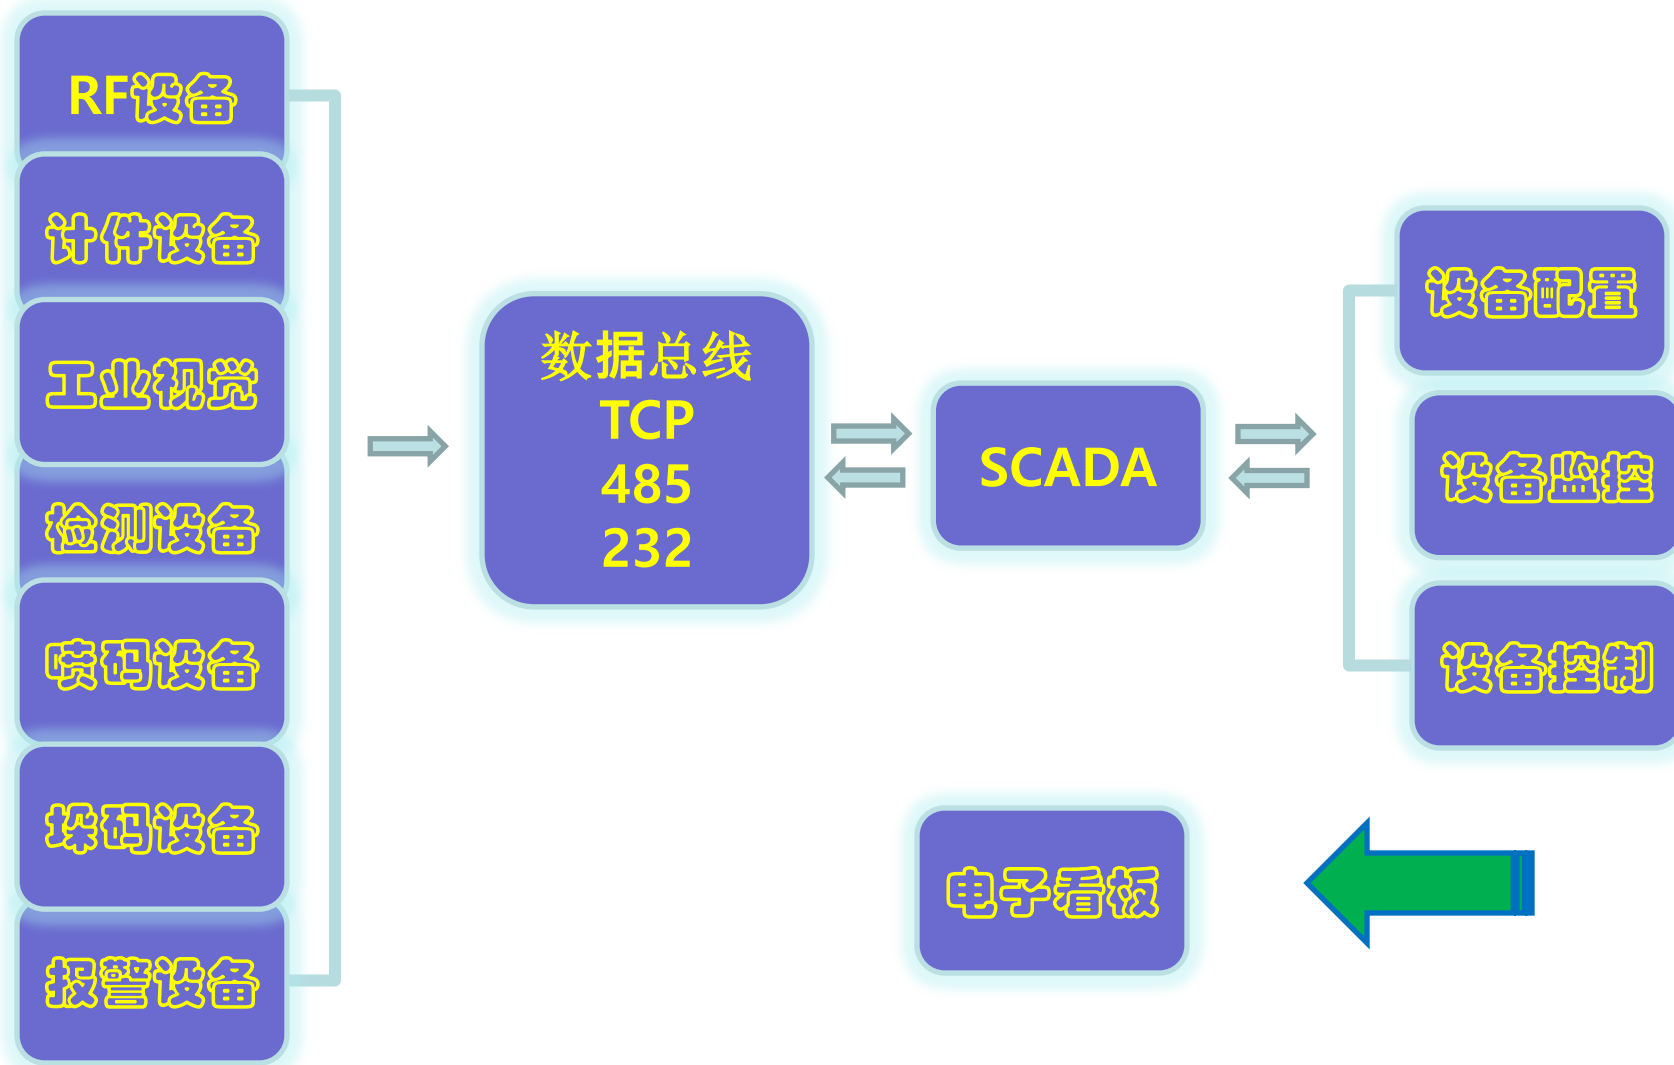 RF设备
计件设备
工业视觉
检测设备
喷码设备
垛码设备
报警设备
数据总线
TCP
485
232
SCADA
设备配置
设备监控
设备控制
电子看板